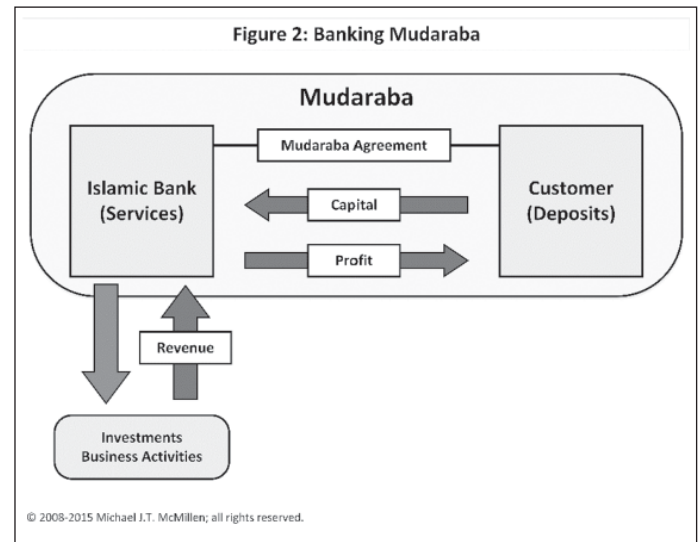 Figure 2: Banking Mudaraba
Mudaraba
Mudaraba Agreement
Islamic Bank
(Services)
Customer
(Deposits)
Capital
Profit
Revenue
Investments
Business Activities
© 2008-2015 Michael J.T. McMillen; all rights reserved.